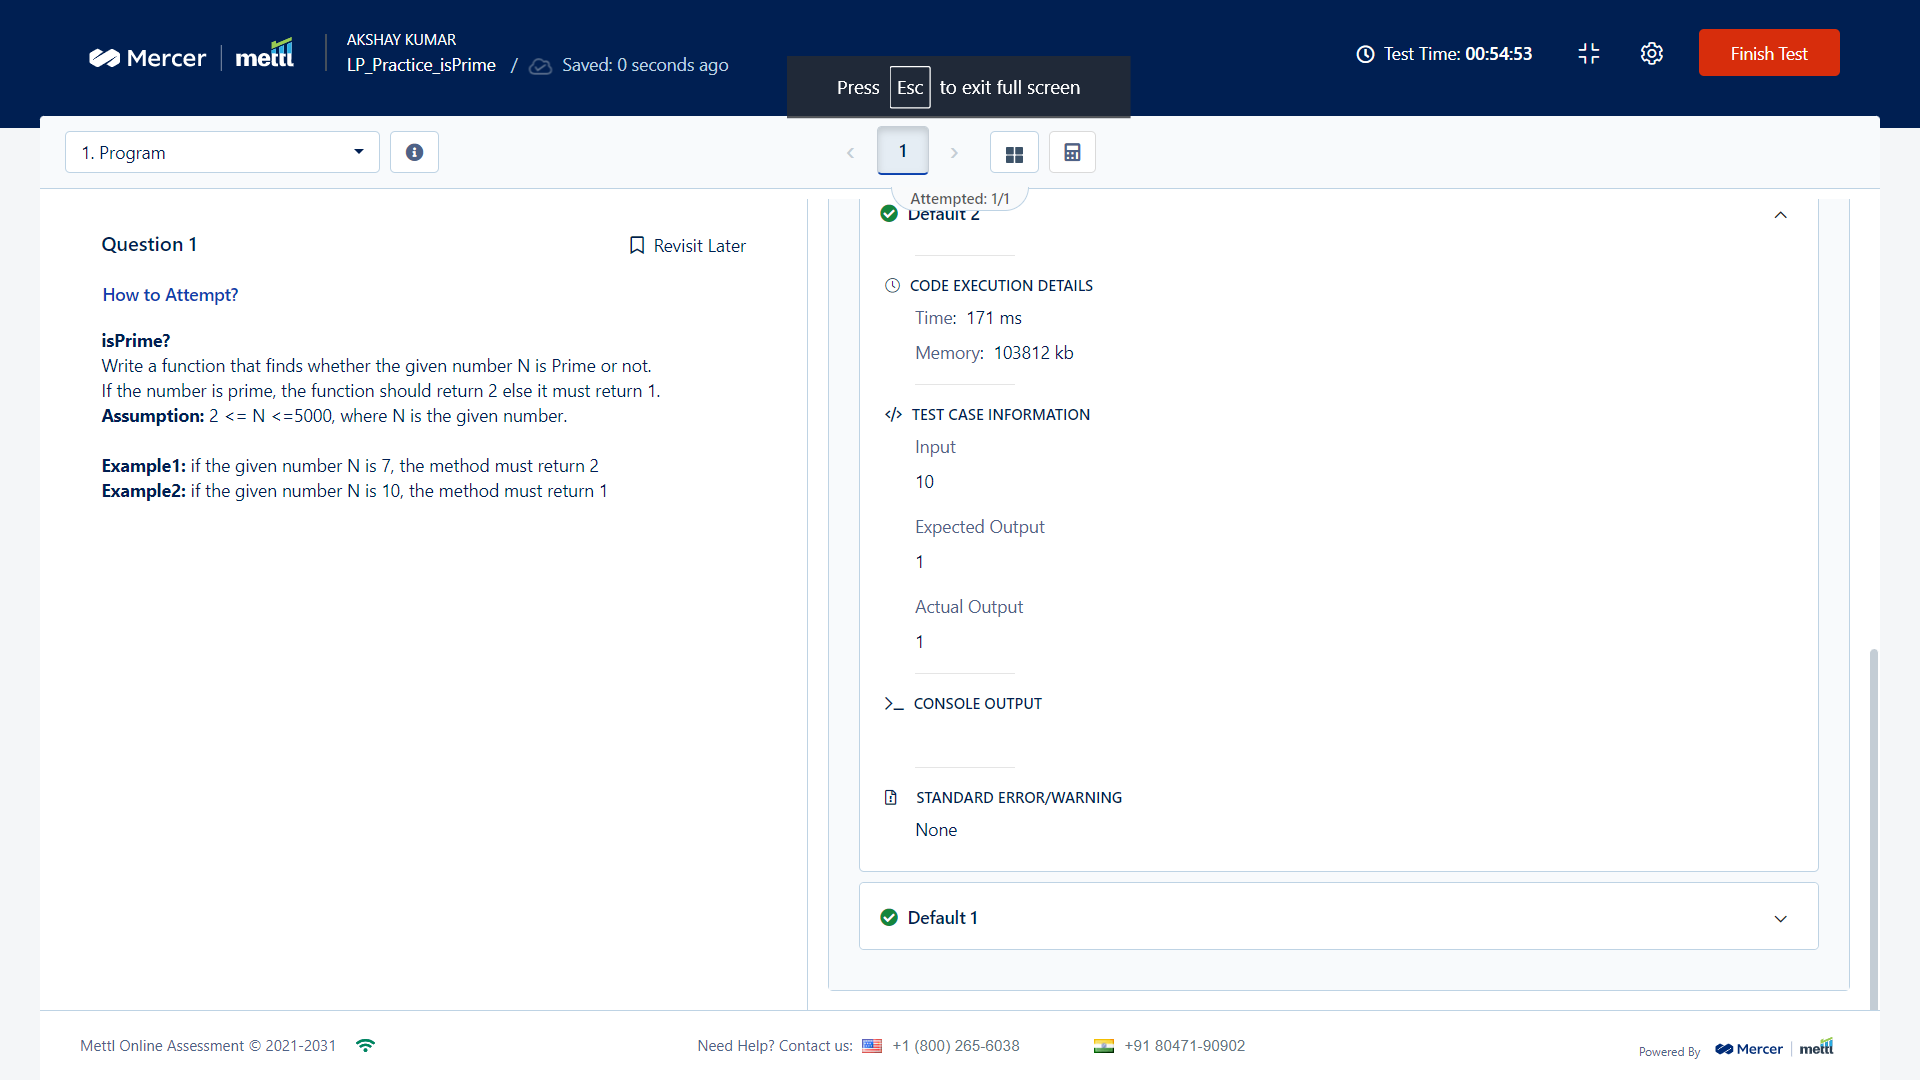 Mercer mettl
AKSHAY KUMAR
LP_Practice_isPrime / Saved: 0 seconds ago
Press Esc to exit full screen
Test Time: 00:54:53
Finish Test
1. Program
1
Attempted: 1/1
Question 1
Revisit Later
How to Attempt?
isPrime?
Write a function that finds whether the given number N is Prime or not.
If the number is prime, the function should return 2 else it must return 1.
Assumption: 2 <= N <=5000, where N is the given number.
Example1: if the given number N is 7, the method must return 2
Example2: if the given number N is 10, the method must return 1
Default 2
CODE EXECUTION DETAILS
Time: 171 ms
Memory: 103812 kb
TEST CASE INFORMATION
Input
10
Expected Output
1
Actual Output
1
CONSOLE OUTPUT
STANDARD ERROR/WARNING
None
Default 1
Mettl Online Assessment © 2021-2031
Need Help? Contact us: +1 (800) 265-6038
+91 80471-90902
Powered By Mercer mettl